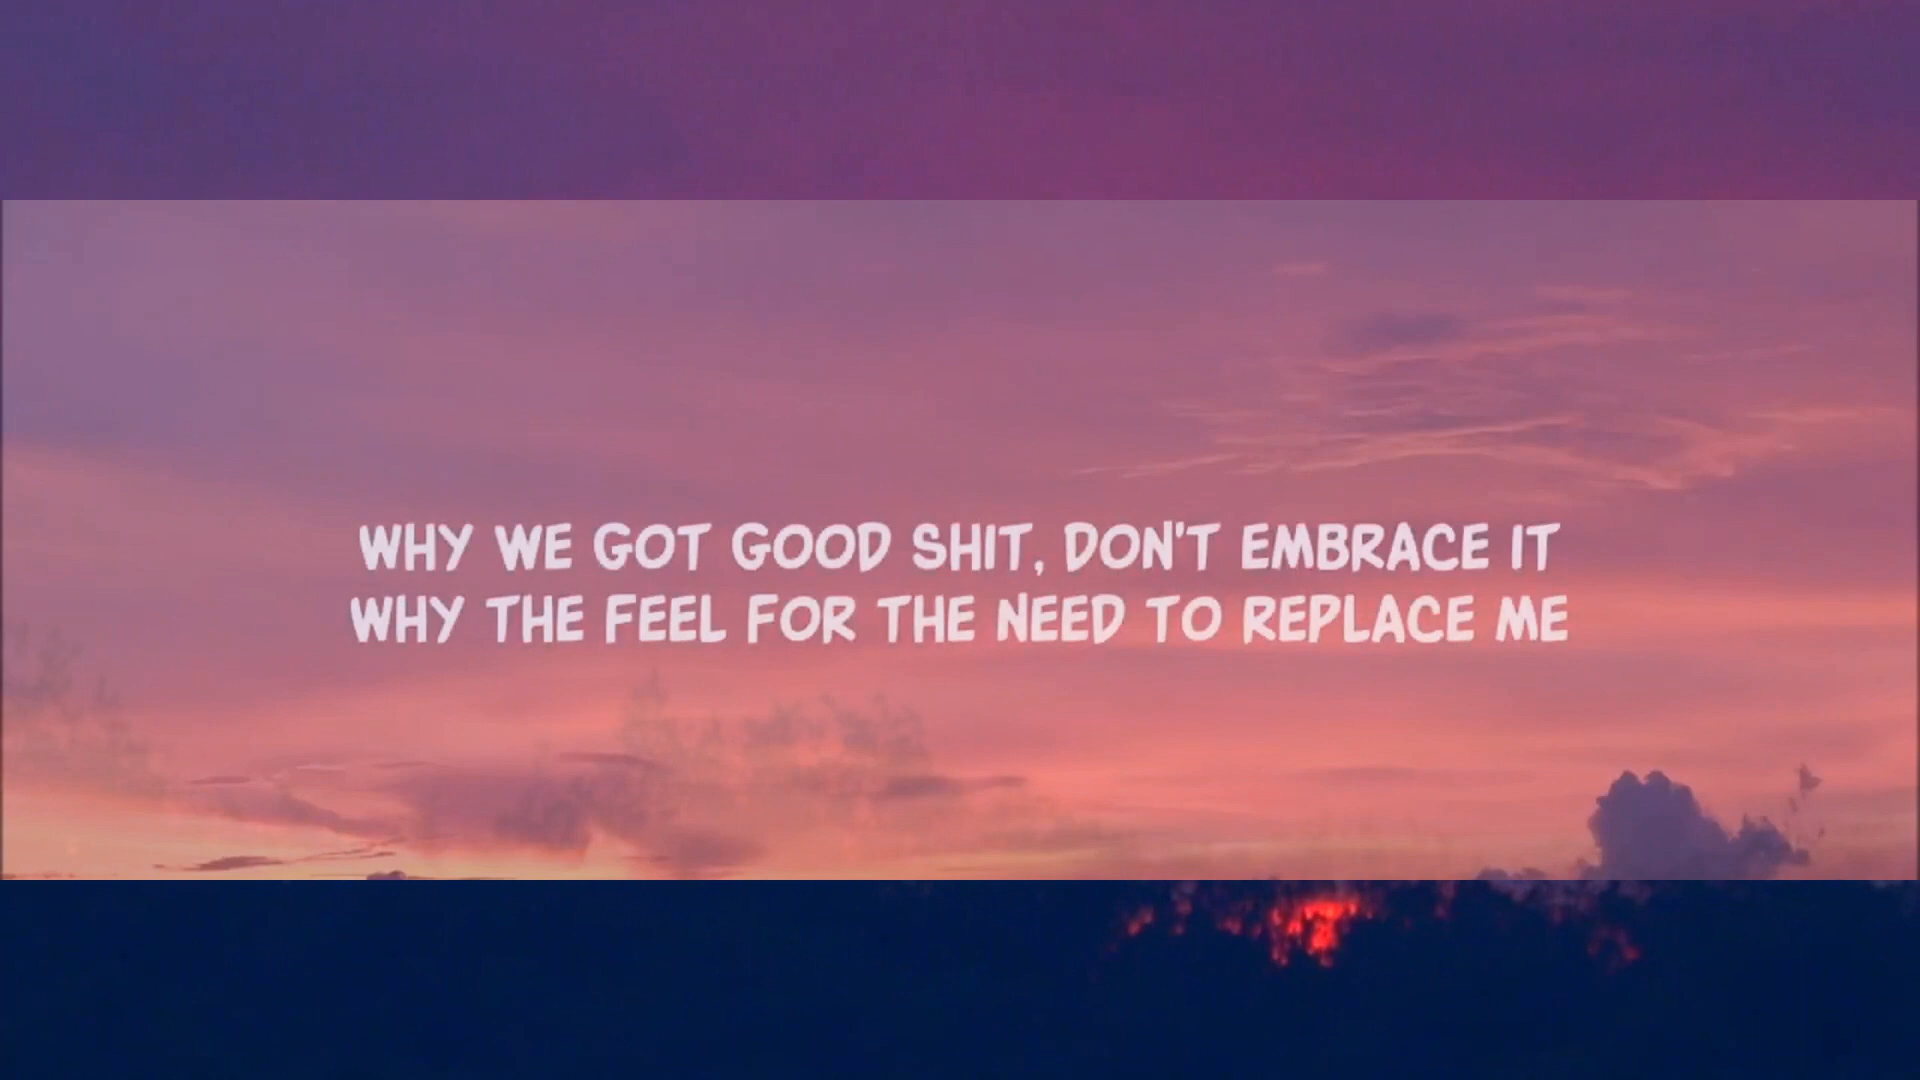 WHY WE GOT GOOD SHIT, DON'T EMBRACE IT
WHY THE FEEL FOR THE NEED TO REPLACE ME